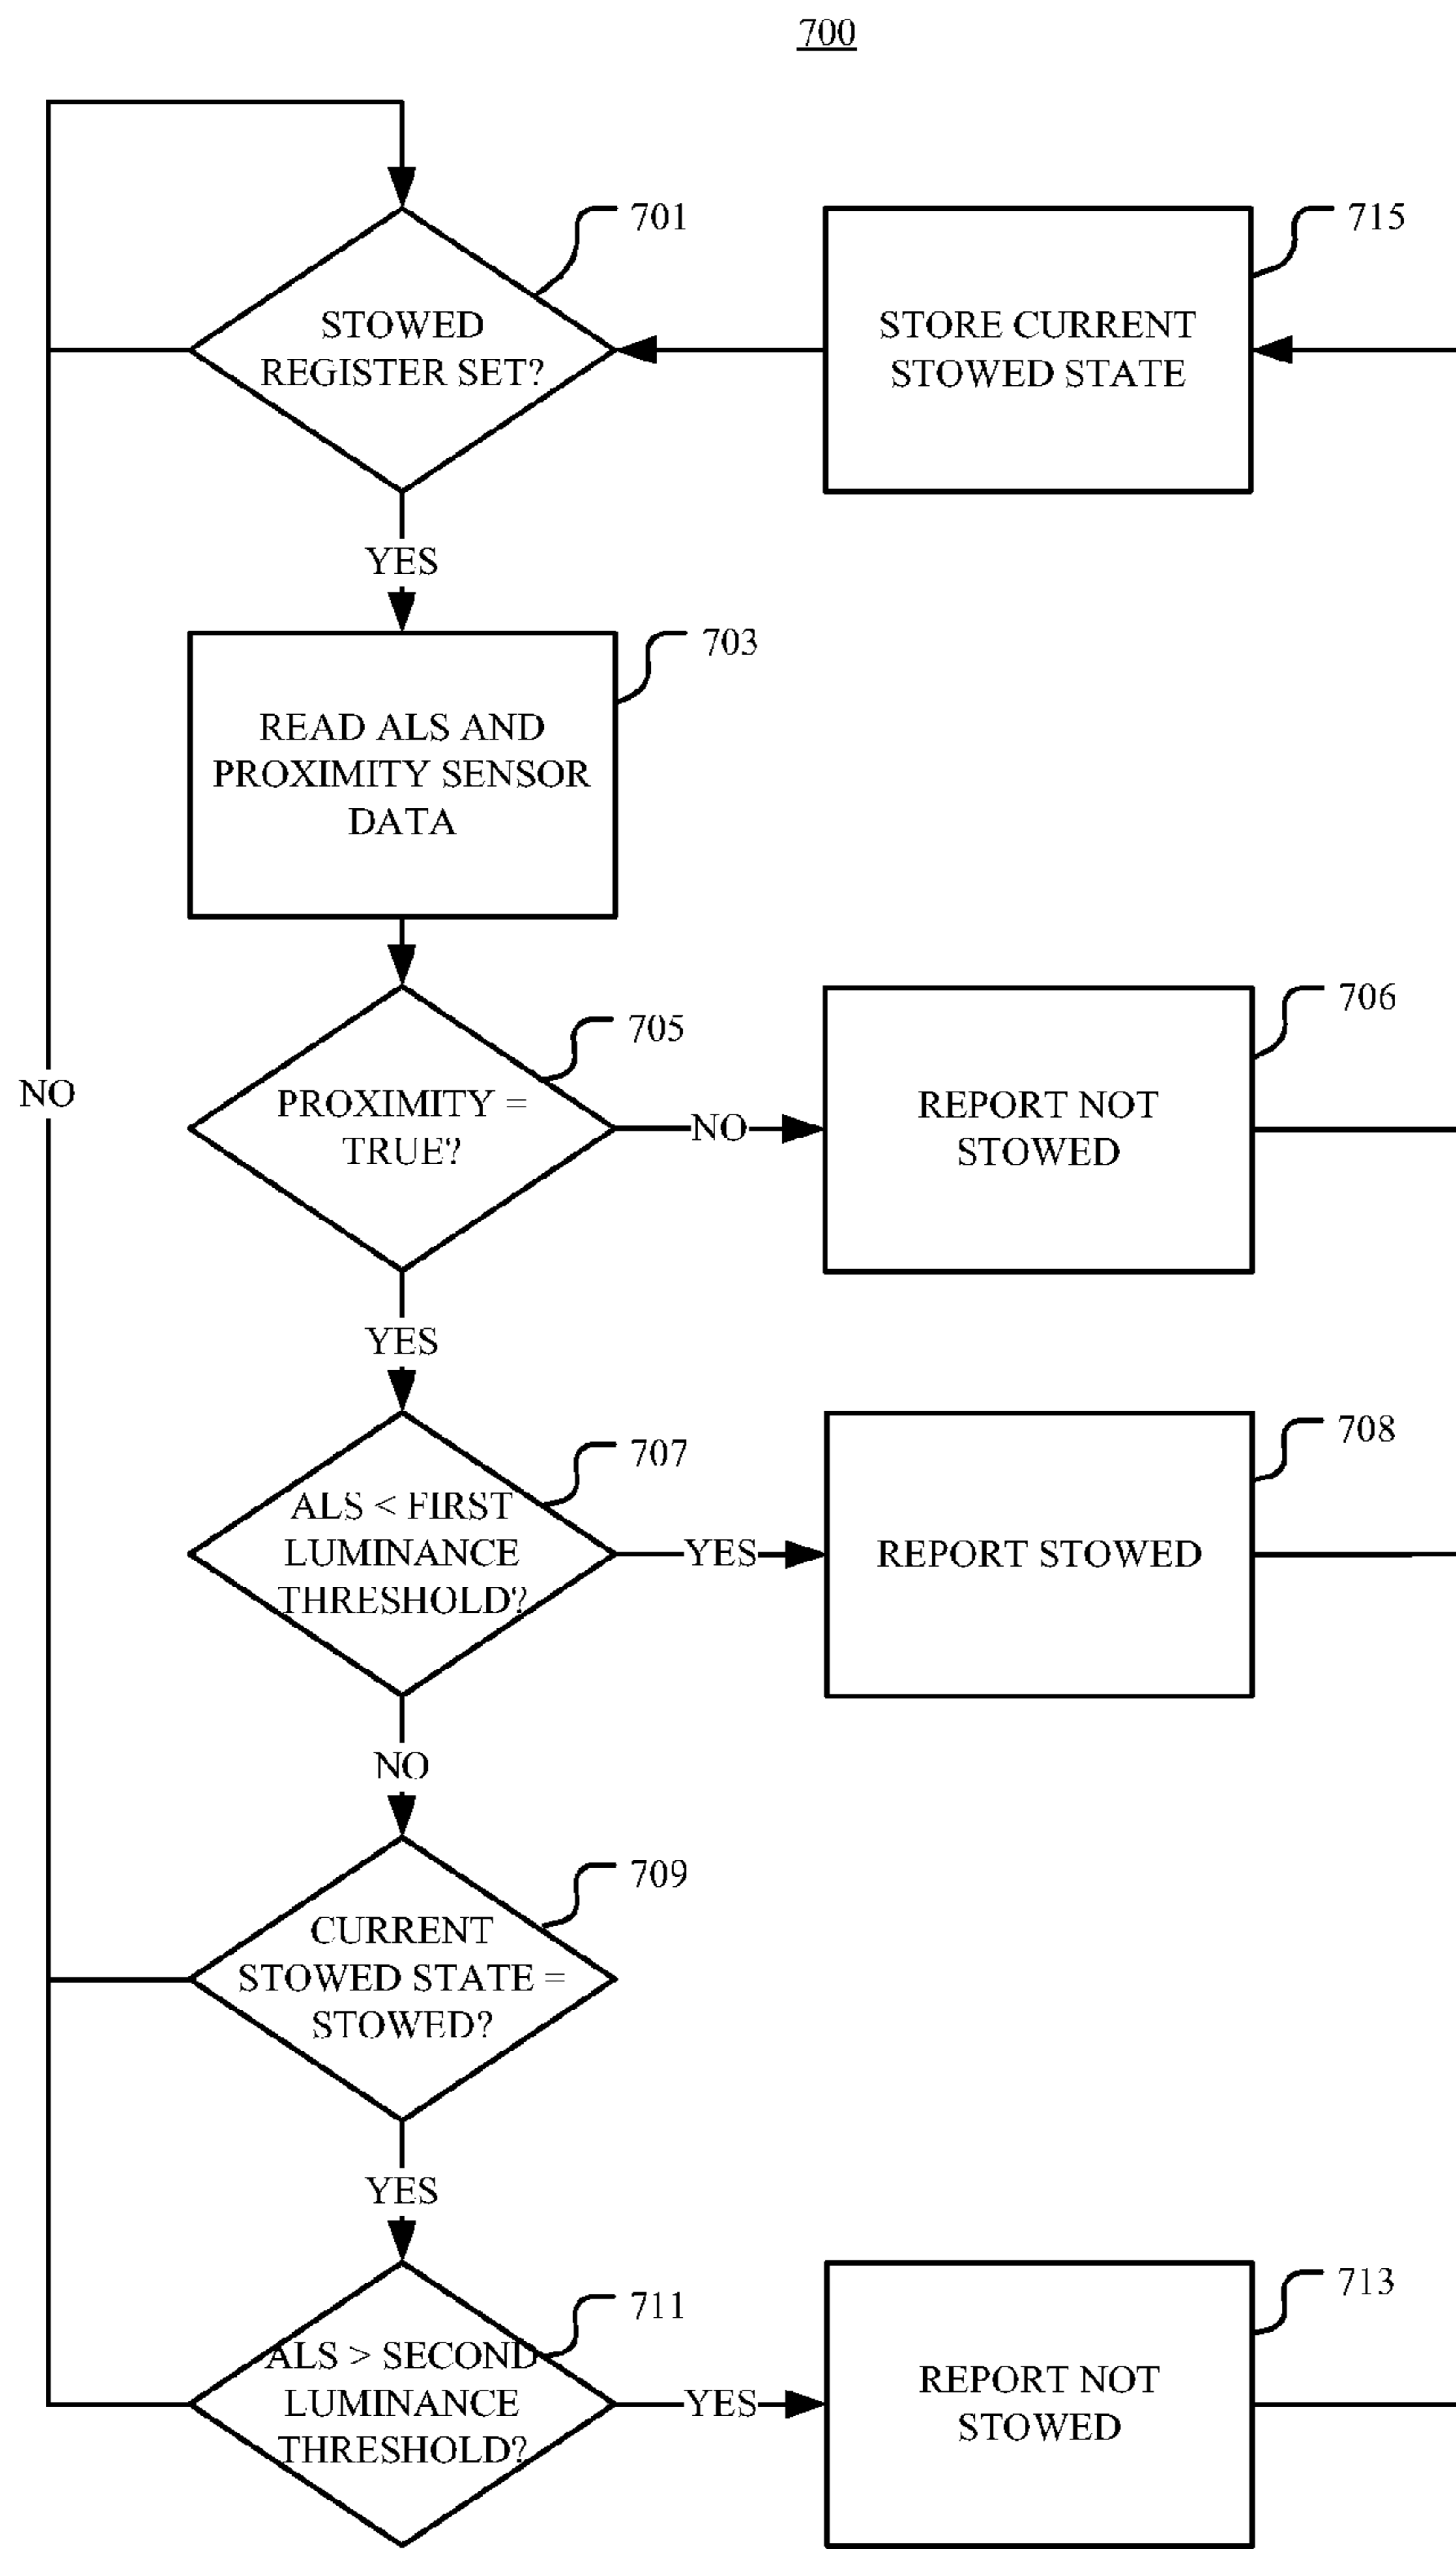 700
701
STOWED
REGISTER SET?
715
STORE CURRENT
STOWED STATE
YES
703
READ ALS AND
PROXIMITY SENSOR
DATA
NO
705
PROXIMITY =
TRUE?
NO
706
REPORT NOT
STOWED
YES
707
ALS < FIRST
LUMINANCE
THRESHOLD?
YES
708
REPORT STOWED
NO
709
CURRENT
STOWED STATE =
STOWED?
YES
711
ALS > SECOND
LUMINANCE
THRESHOLD?
YES
713
REPORT NOT
STOWED